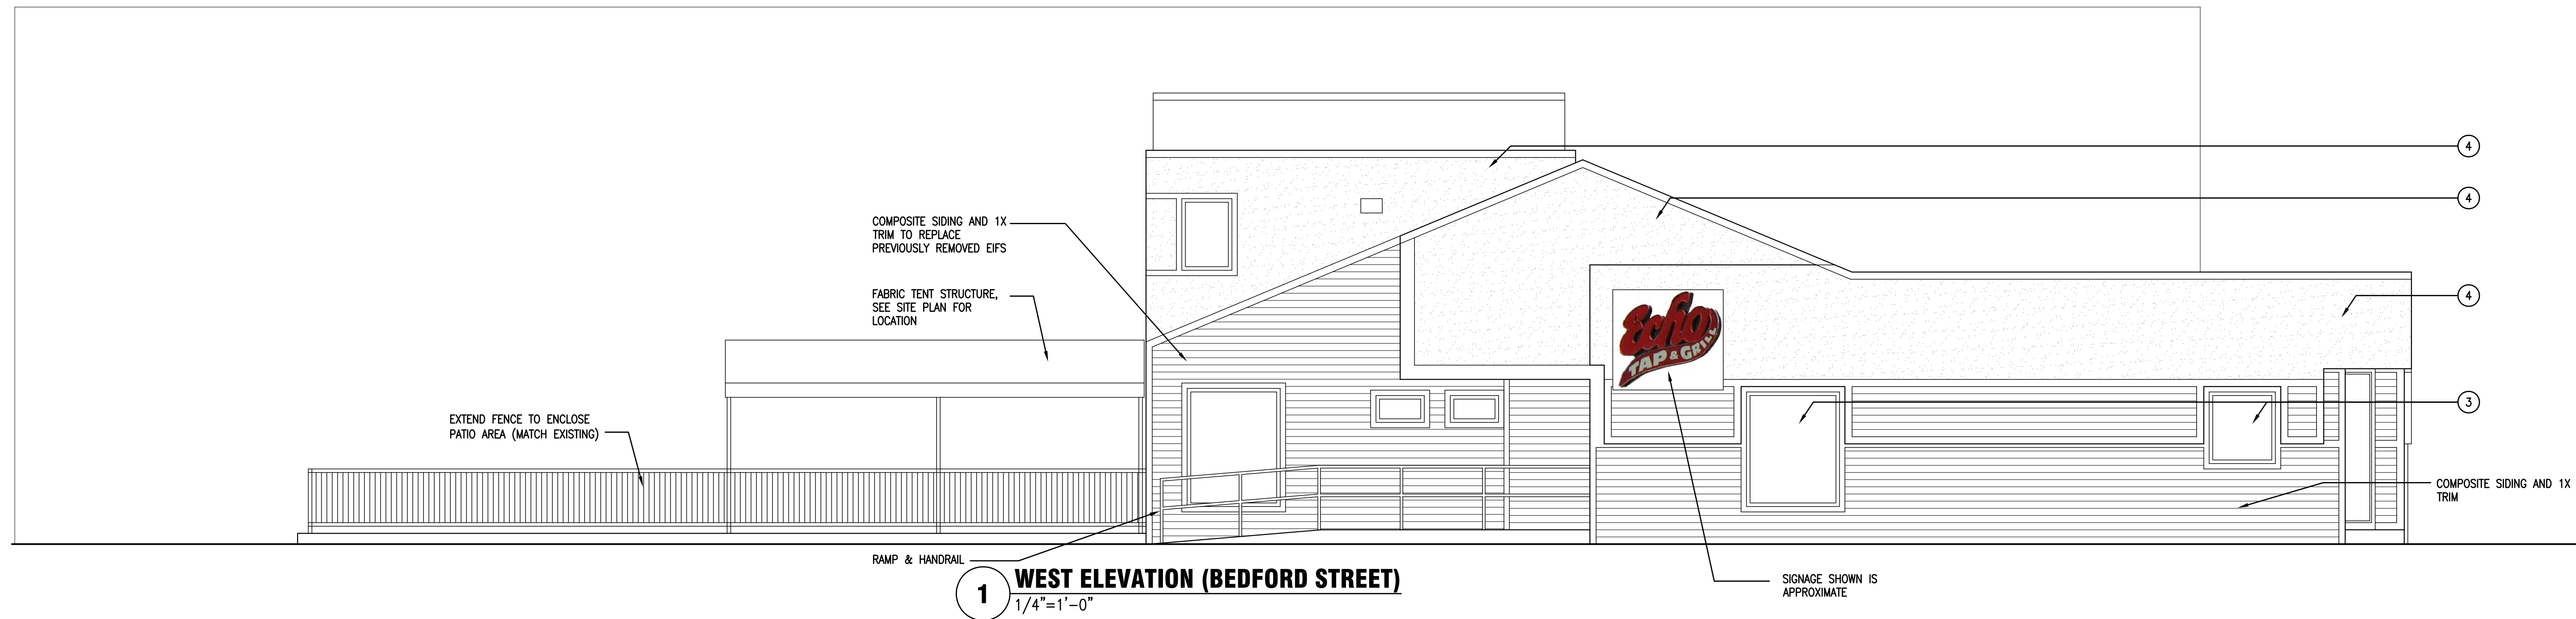 4
4
COMPOSITE SIDING AND 1X
TRIM TO REPLACE
PREVIOUSLY REMOVED EIFS
FABRIC TENT STRUCTURE,
SEE SITE PLAN FOR
LOCATION
4
Echo
TAP & GRILL
3
EXTEND FENCE TO ENCLOSE
PATIO AREA (MATCH EXISTING)
COMPOSITE SIDING AND 1X
TRIM
RAMP & HANDRAIL
1
WEST ELEVATION (BEDFORD STREET)
1/4"=1'-0"
SIGNAGE SHOWN IS
APPROXIMATE